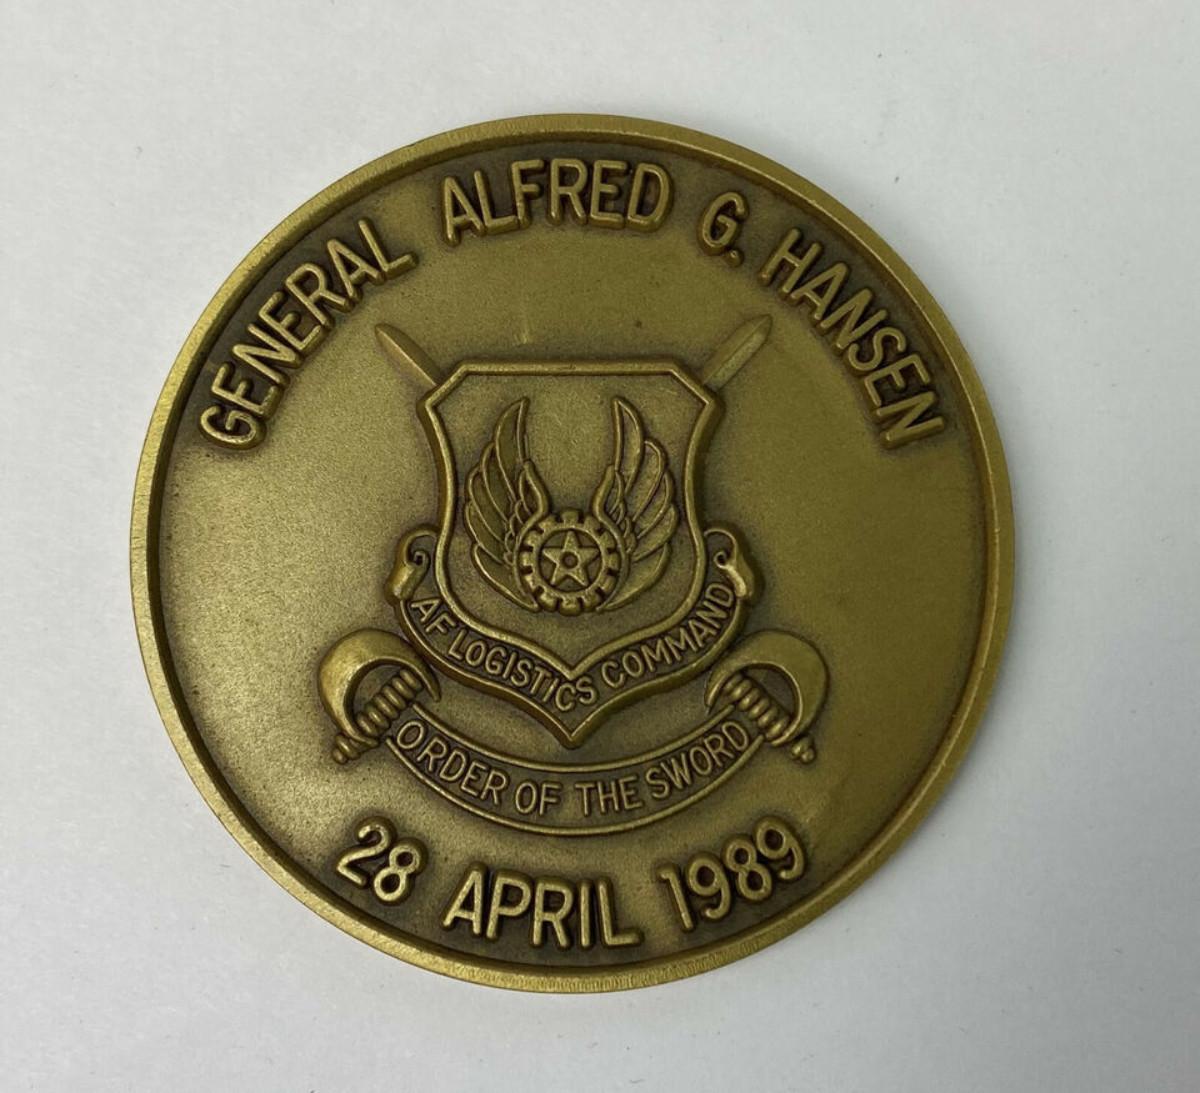 GENERAL ALFRED G. HANSEN
AF LOGISTICS COMMAND
ORDER OF THE SWORD
28 APRIL 1989